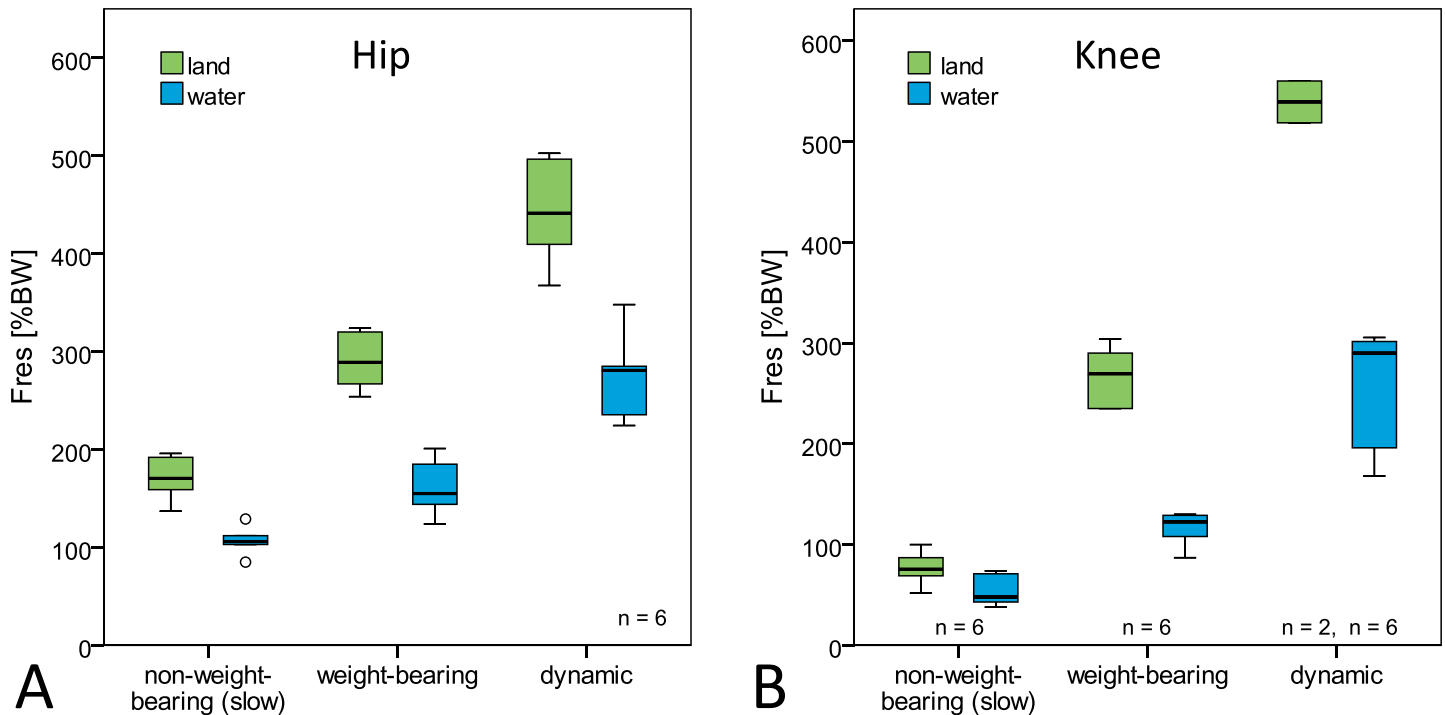 Hip
land
water
Fres [%BW]
600
500
400
300
200
100
0
n = 6
non-weight-
bearing (slow)
weight-bearing
dynamic
A
Knee
land
water
Fres [%BW]
600
500
400
300
200
100
0
n = 6
n = 6
n = 2, n = 6
non-weight-
bearing (slow)
weight-bearing
dynamic
B